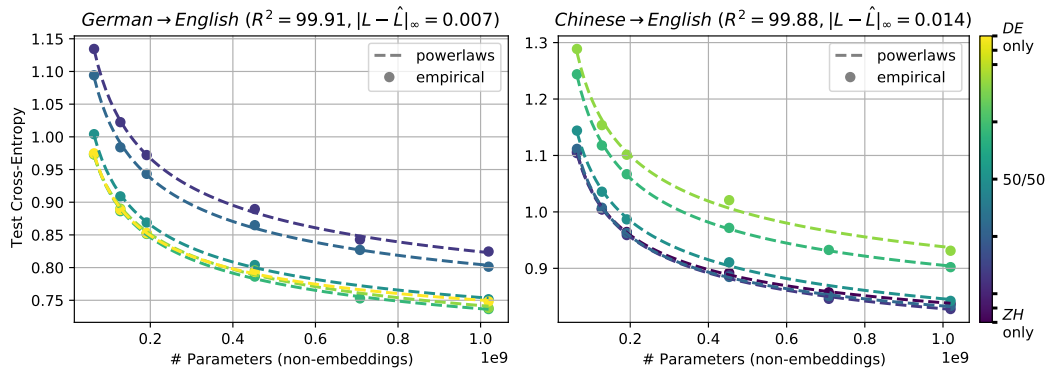 German→English (R² = 99.91, |L − L̂|∞ = 0.007)
Chinese→English (R² = 99.88, |L − L̂|∞ = 0.014)
Test Cross-Entropy
1.15
1.10
1.05
1.00
0.95
0.90
0.85
0.80
0.75
powerlaws
empirical
0.2
0.4
0.6
0.8
1.0
1e9
# Parameters (non-embeddings)
1.3
1.2
1.1
1.0
0.9
powerlaws
empirical
0.2
0.4
0.6
0.8
1.0
1e9
# Parameters (non-embeddings)
DE
only
50/50
ZH
only